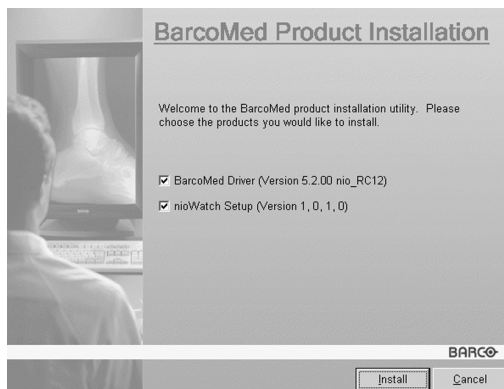 BarcoMed Product Installation
Welcome to the BarcoMed product installation utility. Please
choose the products you would like to install.
BarcoMed Driver (Version 5.2.00 nio_RC12)
nioWatch Setup (Version 1, 0, 1, 0)
BARCO
Install
Cancel